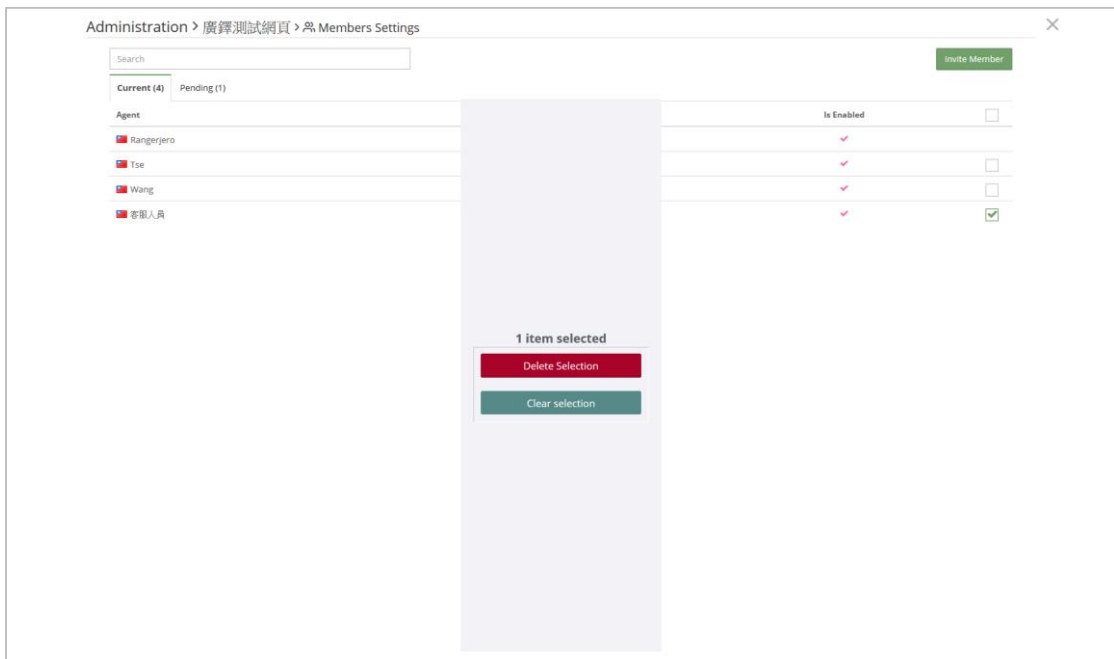 Administration > 廣鐸測試網頁 > Members Settings
Search
Invite Member
Current (4) Pending (1)
Agent Is Enabled
Rangerjero
Tse
Wang
客服人員
1 item selected
Delete Selection
Clear selection